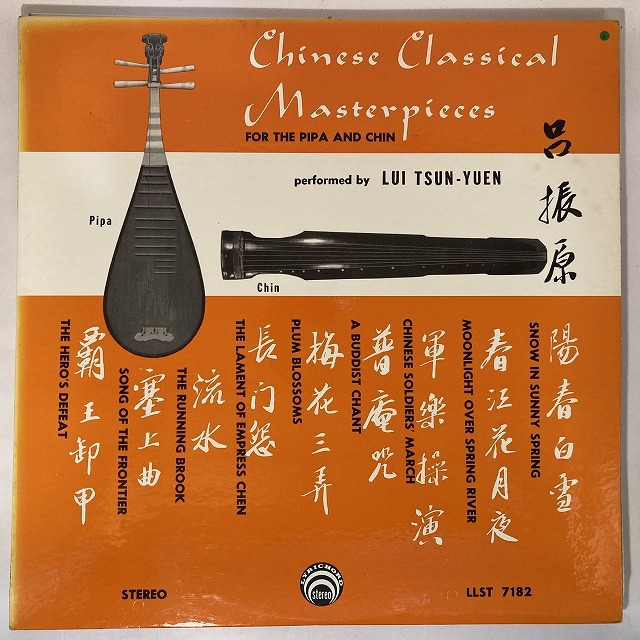 Chinese Classical
Masterpieces
FOR THE PIPA AND CHIN
performed by LUI TSUN-YUEN
呂振原
Pipa
Chin
陽春白雪
SNOW IN SUNNY SPRING
春江花月夜
MOONLIGHT OVER SPRING RIVER
軍樂操演
CHINESE SOLDIERS' MARCH
普庵咒
A BUDDIST CHANT
梅花三弄
PLUM BLOSSOMS
長门怨
THE LAMENT OF EMPRESS CHEN
流水
THE RUNNING BROOK
塞上曲
SONG OF THE FRONTIER
霸王卸甲
THE HERO'S DEFEAT
STEREO
LYRICHORD
stereo
LLST 7182